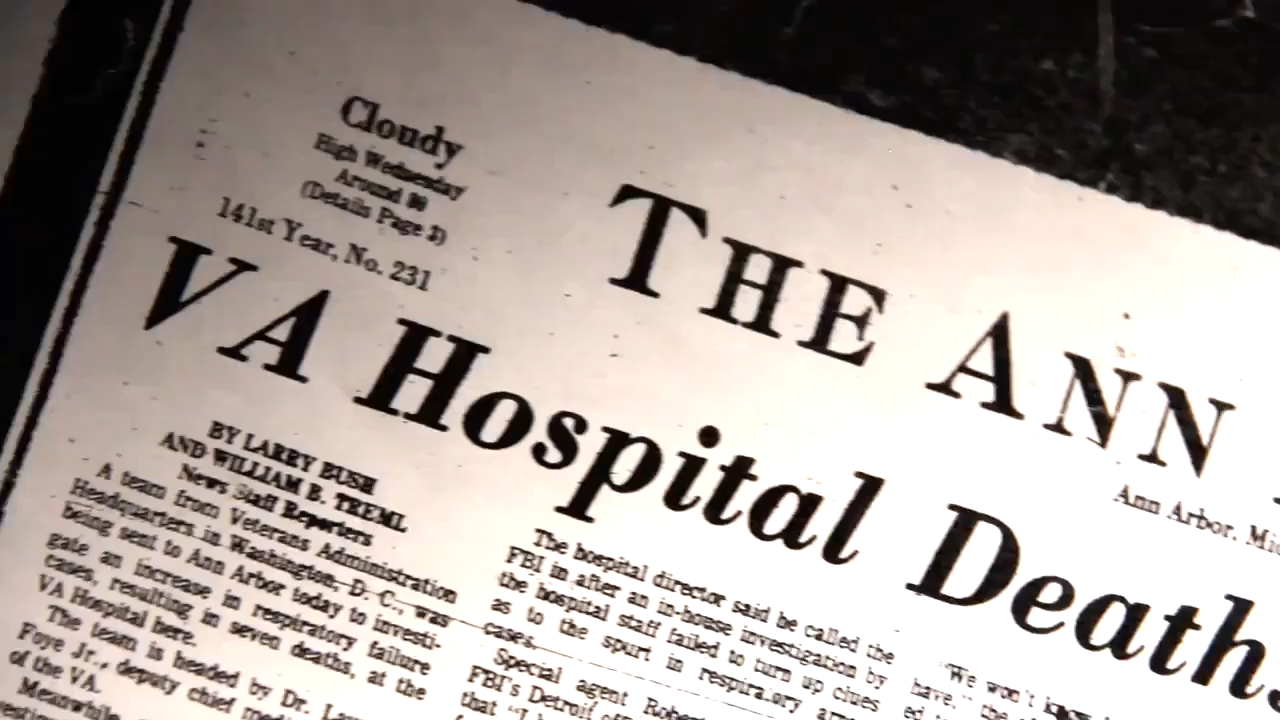 Cloudy
High Wednesday
Around
(Details Page 3)
141st Year, No. 231
THE ANN
Ann Arbor, Mi
VA Hospital Death
BY LARRY BUSH
AND WILLIAM B. TREML
News Staff Reporters
A team from Veterans Administration
Headquarters in Washington, D. C., was
being sent to Ann Arbor today to investi-
gate an increase in respiratory failure
cases, resulting in seven deaths, at the
VA Hospital here.
The team is headed by Dr.
Foye Jr., deputy chief
of the VA.
Meanwhile
The hospital director said he called the
FBI in after an in-house investigation by
the hospital staff failed to turn up clues
as to the spurt in respiratory
cases.
Special agent
FBI's Detroit
that
"We won't know
have," the